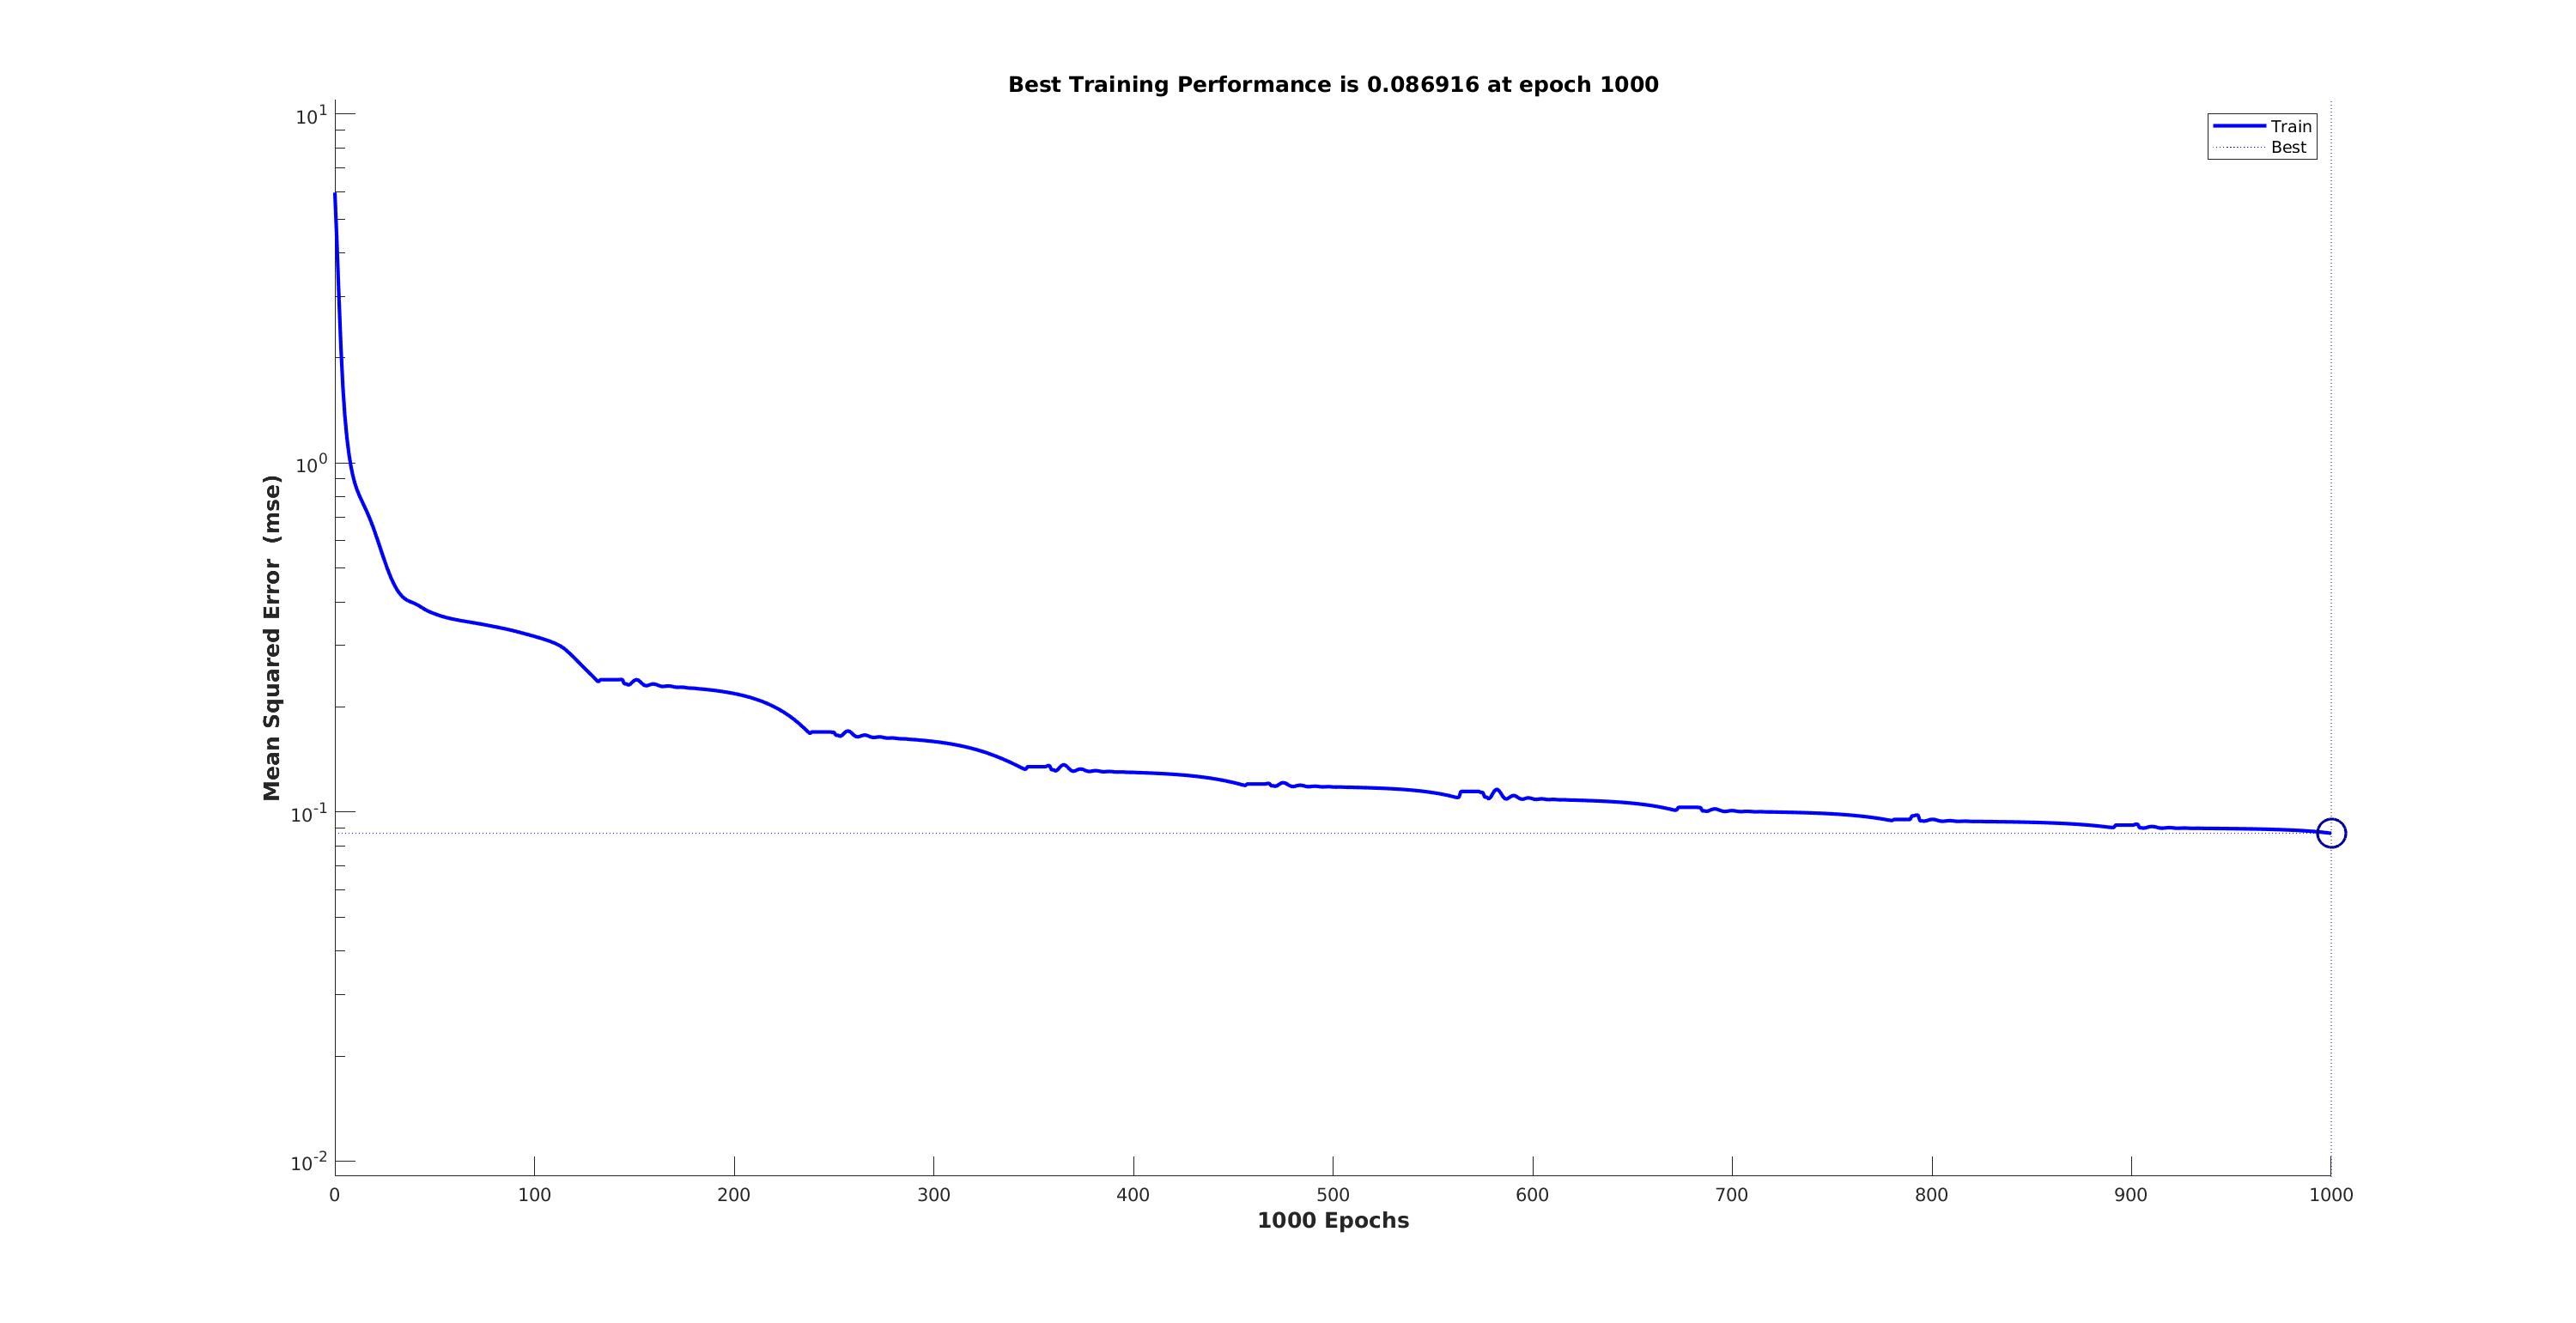 Best Training Performance is 0.086916 at epoch 1000
10^1
Train
Best
10^0
10^-1
10^-2
Mean Squared Error (mse)
0 100 200 300 400 500 600 700 800 900 1000
1000 Epochs